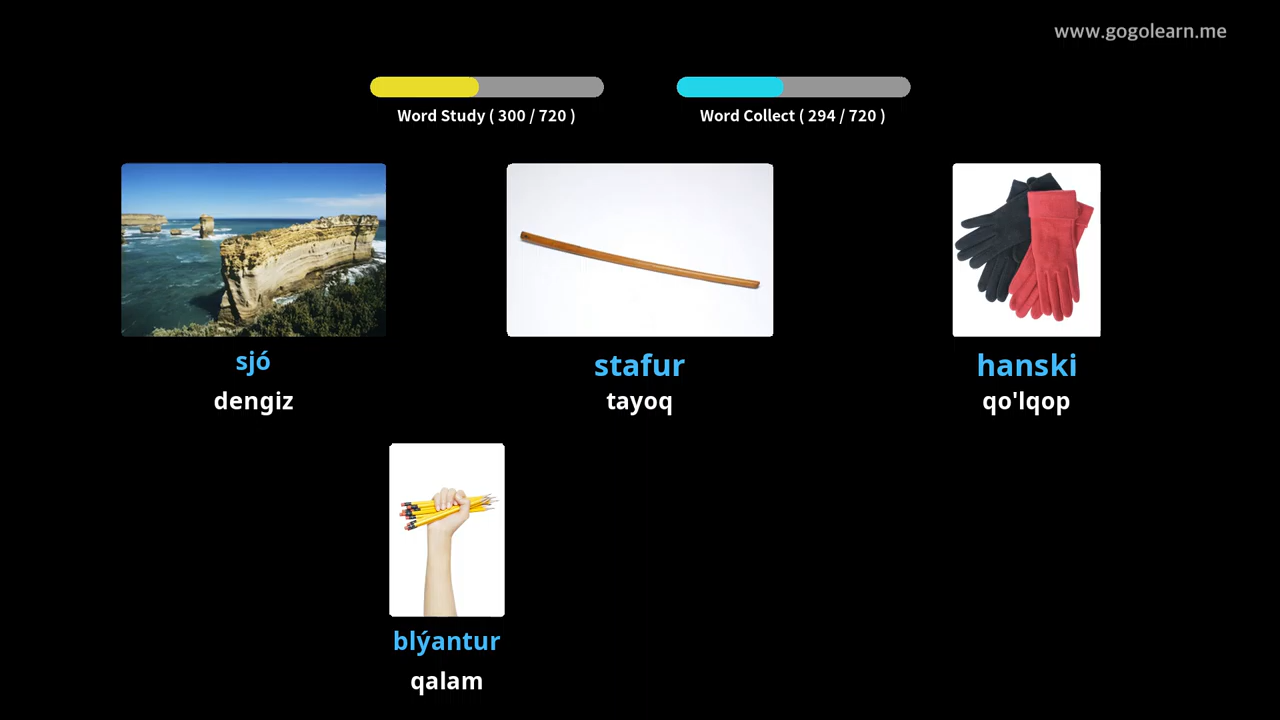 www.gogolearn.me
Word Study ( 300 / 720 )
Word Collect ( 294 / 720 )
sjó
stafur
hanski
dengiz
tayoq
qo'lqop
blýantur
qalam